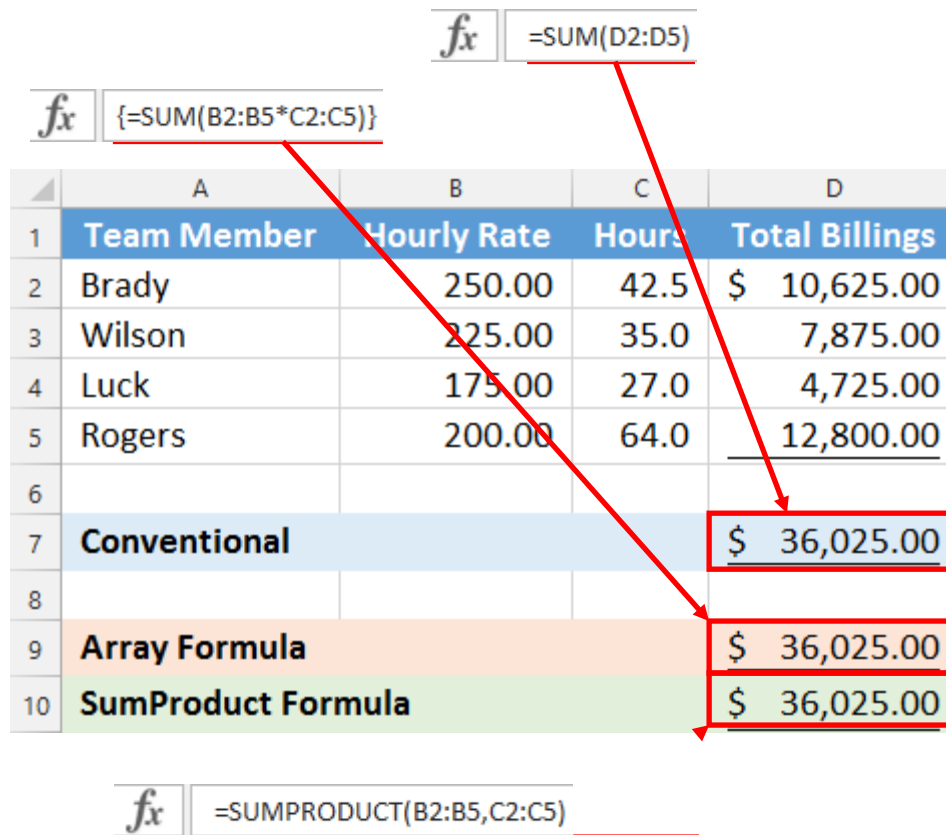 fx =SUM(D2:D5)
fx {=SUM(B2:B5*C2:C5)}
A B C D
1 Team Member Hourly Rate Hours Total Billings
2 Brady 250.00 42.5 $ 10,625.00
3 Wilson 225.00 35.0 7,875.00
4 Luck 175.00 27.0 4,725.00
5 Rogers 200.00 64.0 12,800.00
6
7 Conventional $ 36,025.00
8
9 Array Formula $ 36,025.00
10 SumProduct Formula $ 36,025.00
fx =SUMPRODUCT(B2:B5,C2:C5)